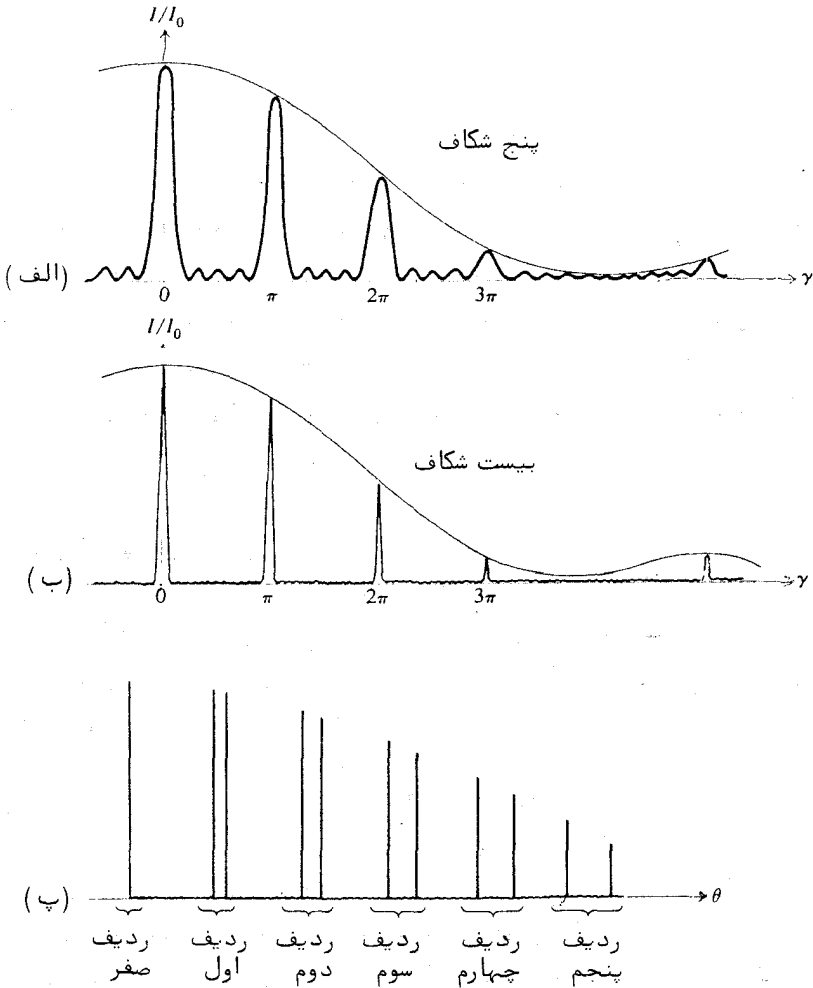 I/I₀
پنج شکاف
(الف)
0 π 2π 3π γ
I/I₀
بیست شکاف
(ب)
0 π 2π 3π γ
(پ)
θ
ردیف صفر
ردیف اول
ردیف دوم
ردیف سوم
ردیف چهارم
ردیف پنجم